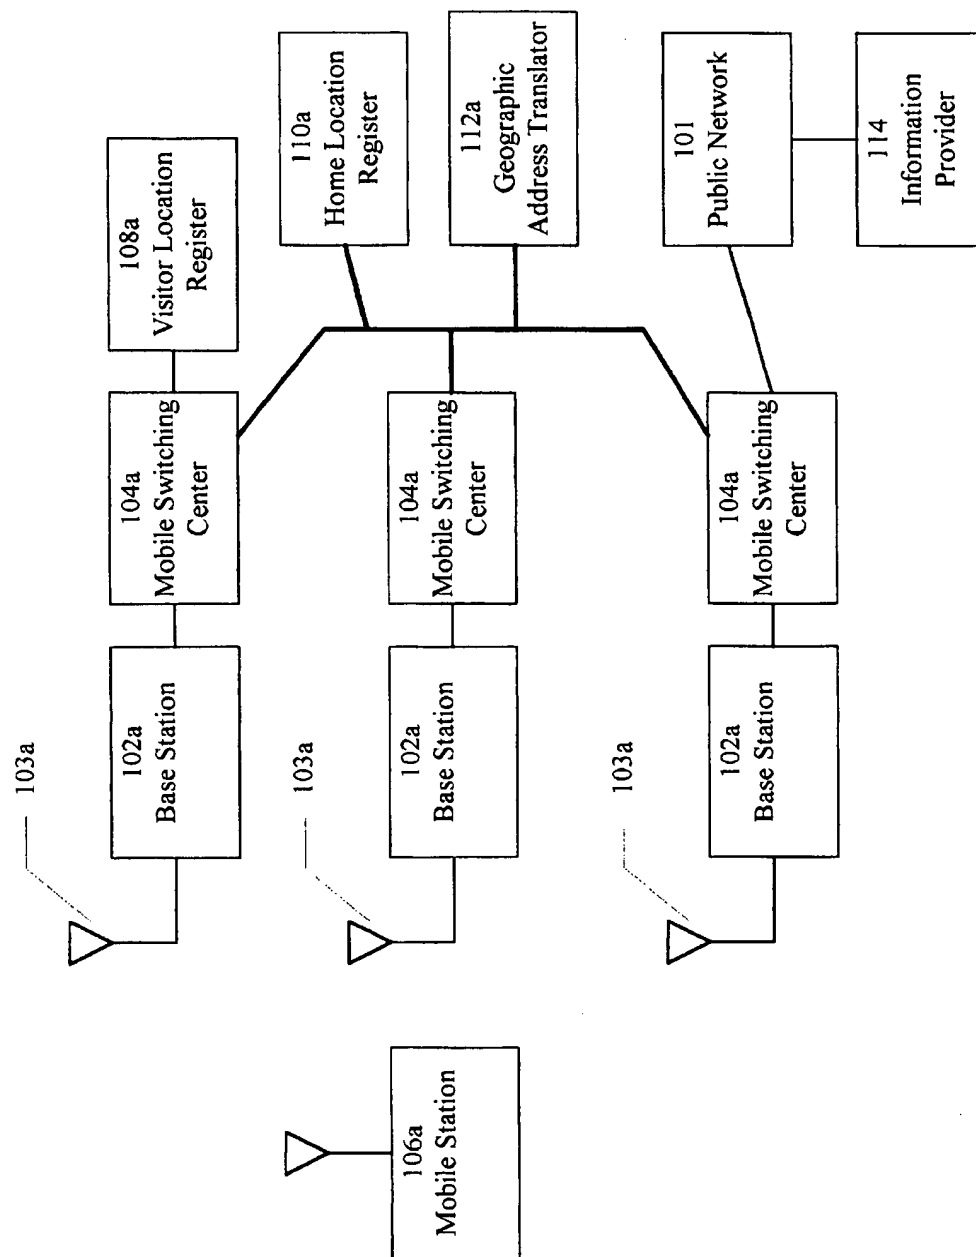 103a
102a
Base Station
104a
Mobile Switching
Center
108a
Visitor Location
Register
110a
Home Location
Register
106a
Mobile Station
103a
102a
Base Station
104a
Mobile Switching
Center
112a
Geographic
Address Translator
103a
102a
Base Station
104a
Mobile Switching
Center
101
Public Network
114
Information
Provider